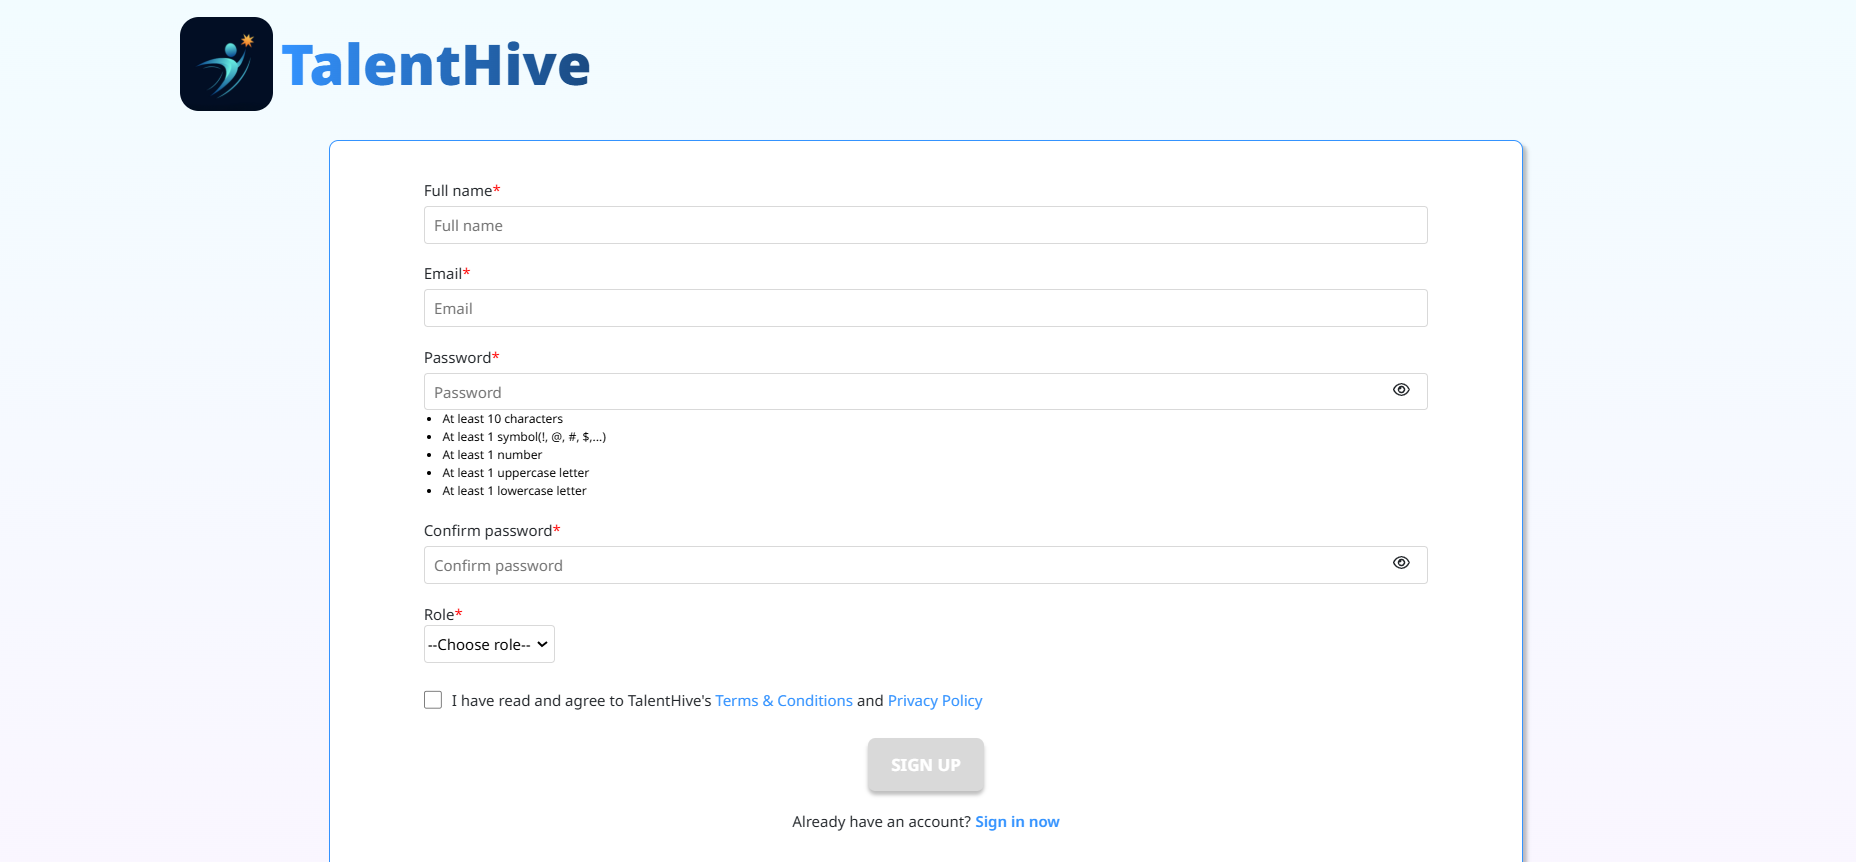 TalentHive
Full name*
Full name
Email*
Email
Password*
Password
At least 10 characters
At least 1 symbol(!, @, #, $,...)
At least 1 number
At least 1 uppercase letter
At least 1 lowercase letter
Confirm password*
Confirm password
Role*
--Choose role--
I have read and agree to TalentHive's Terms & Conditions and Privacy Policy
SIGN UP
Already have an account? Sign in now